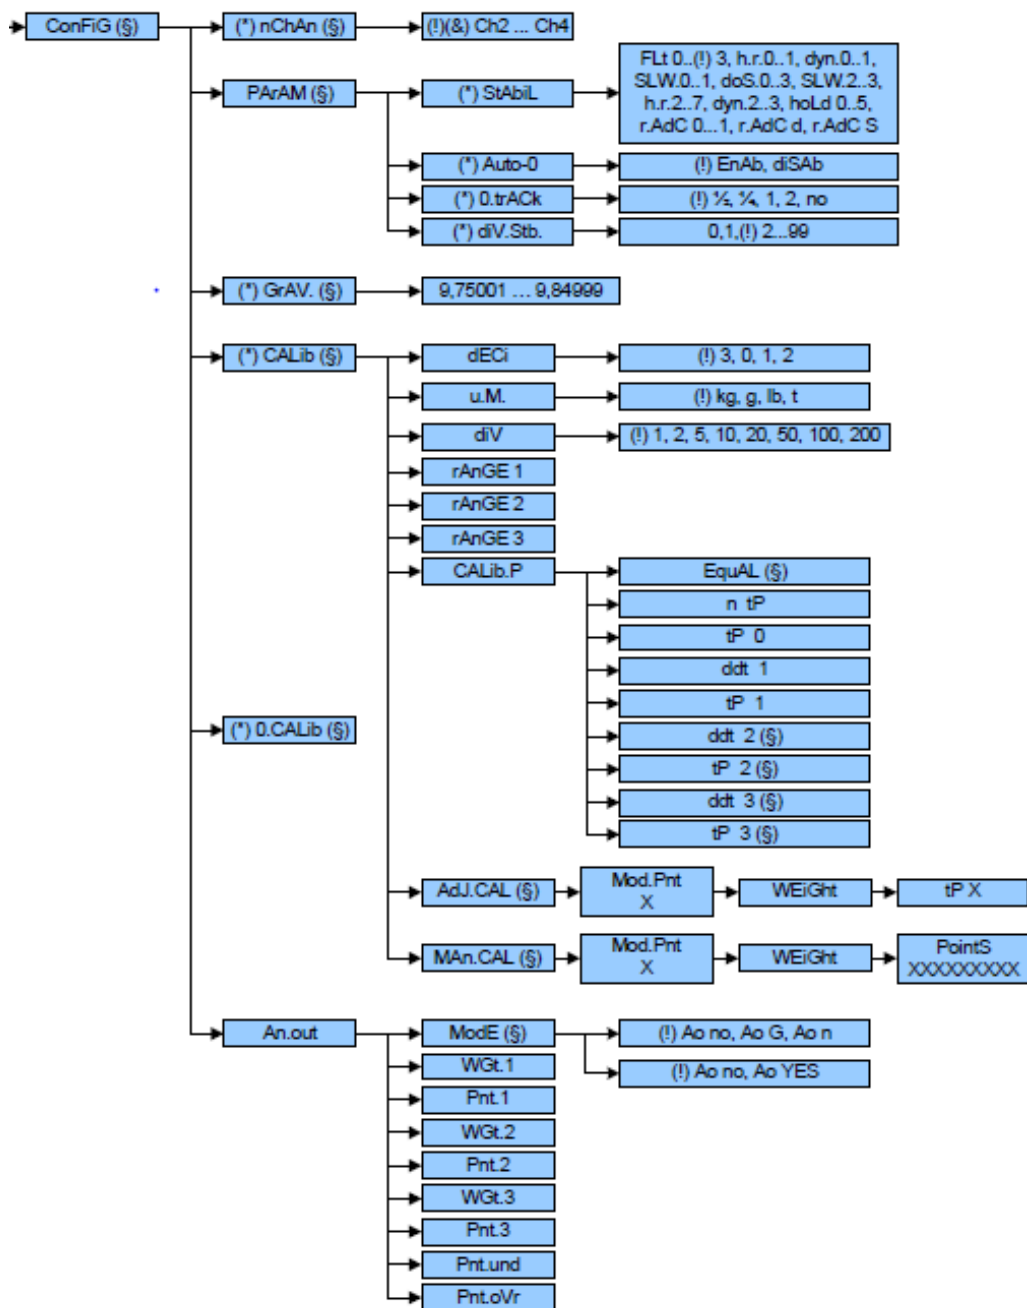 ConFiG (§)
(*) nChAn (§)
(!)(&) Ch2 ... Ch4
PArAM (§)
(*) StAbiL
FLt 0..(!) 3, h.r.0..1, dyn.0..1,
SLW.0..1, doS.0..3, SLW.2..3,
h.r.2..7, dyn.2..3, hoLd 0..5,
r.AdC 0...1, r.AdC d, r.AdC S
(*) Auto-0
(!) EnAb, diSAb
(*) 0.trACk
(!) ½, ¼, 1, 2, no
(*) diV.Stb.
0,1,(!) 2...99
(*) GrAV. (§)
9,75001 ... 9,84999
(*) CALib (§)
dECi
(!) 3, 0, 1, 2
u.M.
(!) kg, g, lb, t
diV
(!) 1, 2, 5, 10, 20, 50, 100, 200
rAnGE 1
rAnGE 2
rAnGE 3
CALib.P
EquAL (§)
n tP
tP 0
ddt 1
tP 1
ddt 2 (§)
tP 2 (§)
ddt 3 (§)
tP 3 (§)
(*) 0.CALib (§)
AdJ.CAL (§)
Mod.Pnt
X
WEiGht
tP X
MAn.CAL (§)
Mod.Pnt
X
WEiGht
PointS
XXXXXXXXX
An.out
ModE (§)
(!) Ao no, Ao G, Ao n
(!) Ao no, Ao YES
WGt.1
Pnt.1
WGt.2
Pnt.2
WGt.3
Pnt.3
Pnt.und
Pnt.oVr